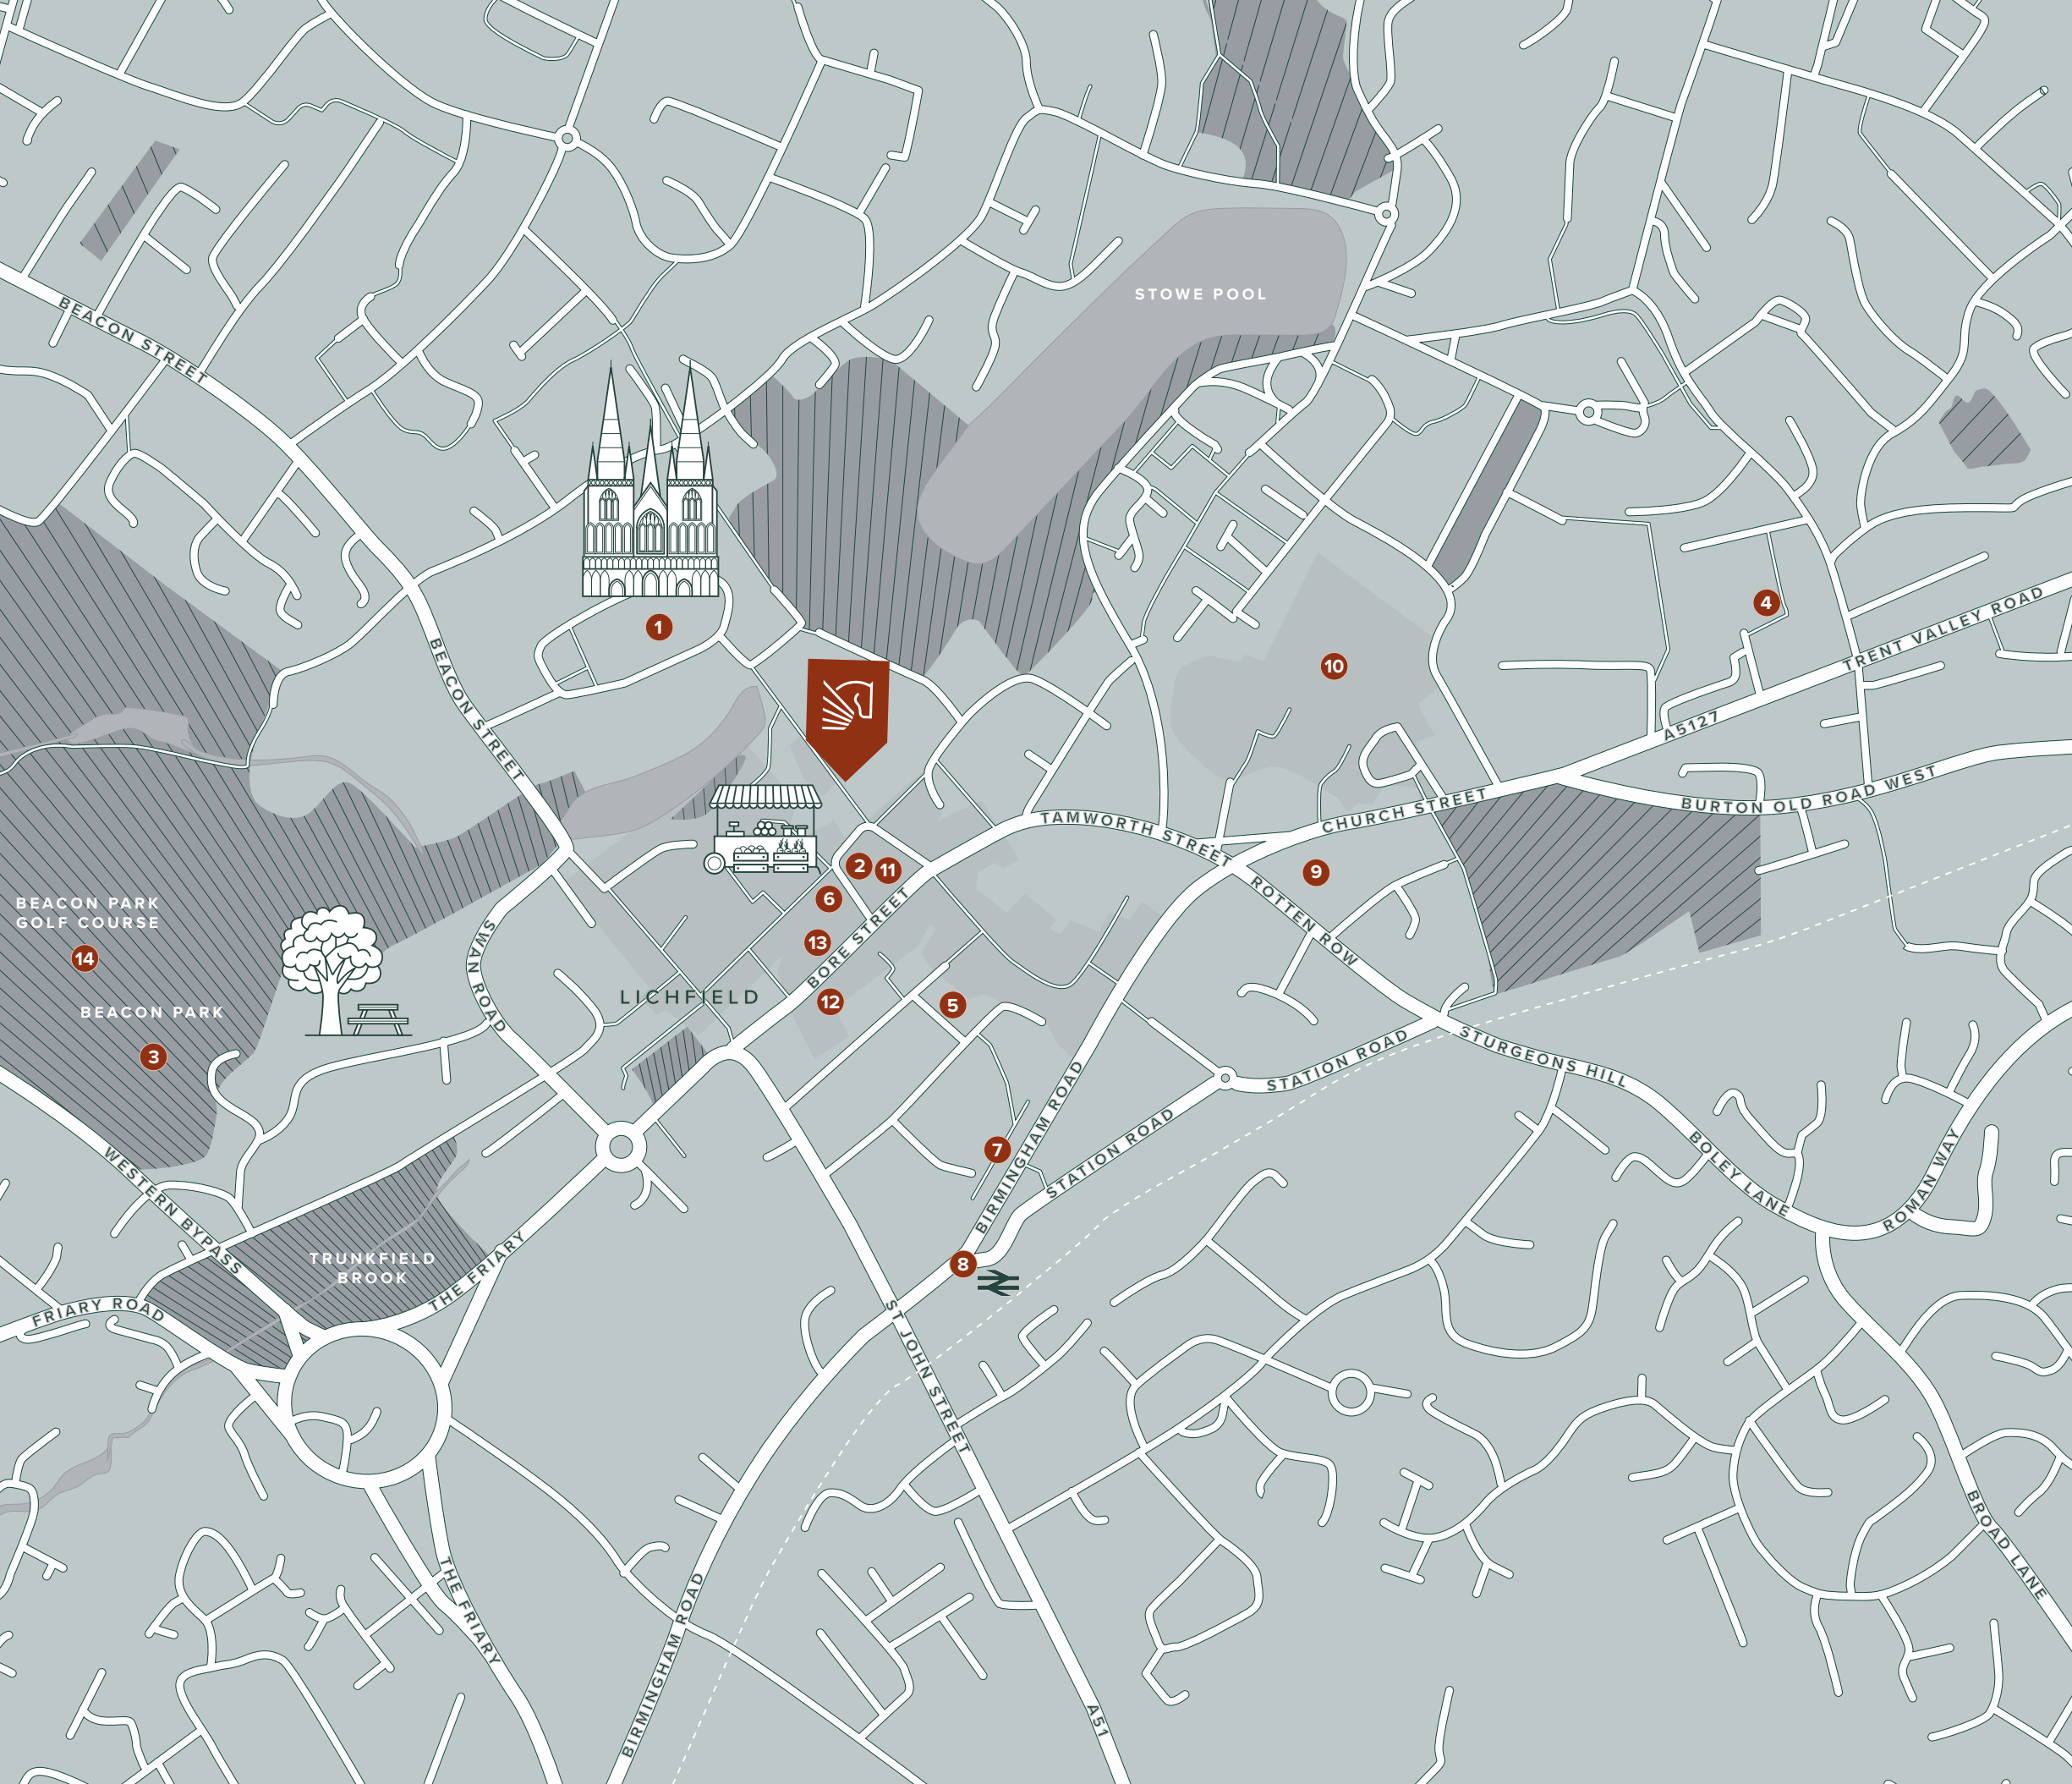 STOWE POOL
BEACON STREET
4
TRENT VALLEY ROAD
1
BEACON STREET
10
A5127
BURTON OLD ROAD WEST
CHURCH STREET
TAMWORTH STREET
2
11
9
6
BEACON PARK
GOLF COURSE
14
SWAN ROAD
13
BORE STREET
ROTTEN ROW
LICHFIELD
12
5
BEACON PARK
3
STATION ROAD
STURGEONS HILL
7
BIRMINGHAM ROAD
STATION ROAD
BOLEY LANE
ROMAN WAY
WESTERN BYPASS
TRUNKFIELD
BROOK
THE FRIARY
8
FRIARY ROAD
ST JOHN STREET
BROAD LANE
THE FRIARY
BIRMINGHAM ROAD
A51